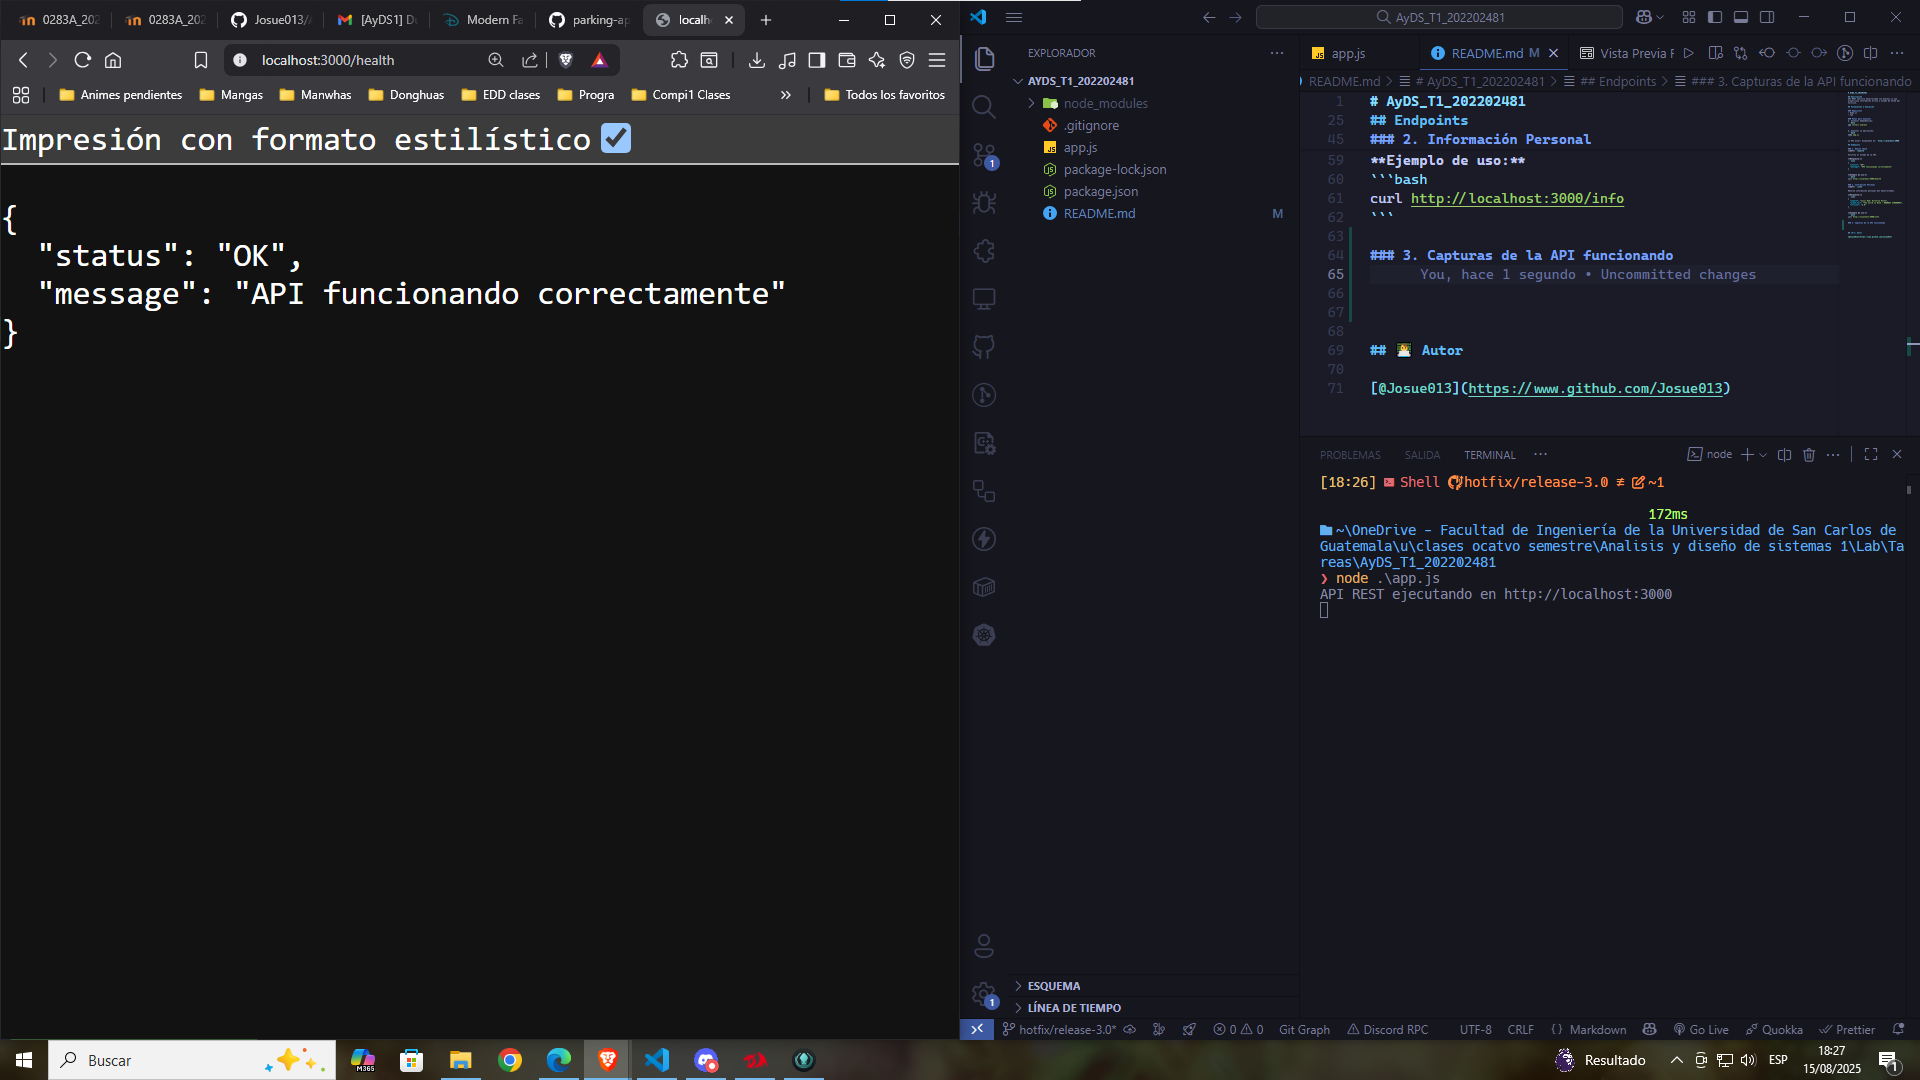 0283A_202
0283A_202
Josue013/
[AyDS1] D
Modern Fa
parking-ap
localh
localhost:3000/health
Animes pendientes
Mangas
Manwhas
Donghuas
EDD clases
Progra
Compi1 Clases
Todos los favoritos
Impresión con formato estilístico
{
"status": "OK",
"message": "API funcionando correctamente"
}
AyDS_T1_202202481
EXPLORADOR
AYDS_T1_202202481
node_modules
.gitignore
app.js
package-lock.json
package.json
README.md M
ESQUEMA
LÍNEA DE TIEMPO
app.js
README.md M
Vista Previa F
README.md > # AyDS_T1_202202481 > ## Endpoints > ### 3. Capturas de la API funcionando
1 # AyDS_T1_202202481
25 ## Endpoints
45 ### 2. Información Personal
59 **Ejemplo de uso:**
60 ```bash
61 curl http://localhost:3000/info
62 ```
63
64 ### 3. Capturas de la API funcionando
65 You, hace 1 segundo • Uncommitted changes
66
67
68
69 ## 👨‍💻 Autor
70
71 [@Josue013](https://www.github.com/Josue013)
PROBLEMAS
SALIDA
TERMINAL
node
[18:26] Shell hotfix/release-3.0 ≢ ~1
172ms
~\OneDrive - Facultad de Ingeniería de la Universidad de San Carlos de
Guatemala\u\clases ocatvo semestre\Analisis y diseño de sistemas 1\Lab\Ta
reas\AyDS_T1_202202481
❯ node .\app.js
API REST ejecutando en http://localhost:3000
hotfix/release-3.0*
0 0
Git Graph
Discord RPC
UTF-8
CRLF
{ } Markdown
Go Live
Quokka
Prettier
Buscar
M365
Resultado
ESP
18:27
15/08/2025
1